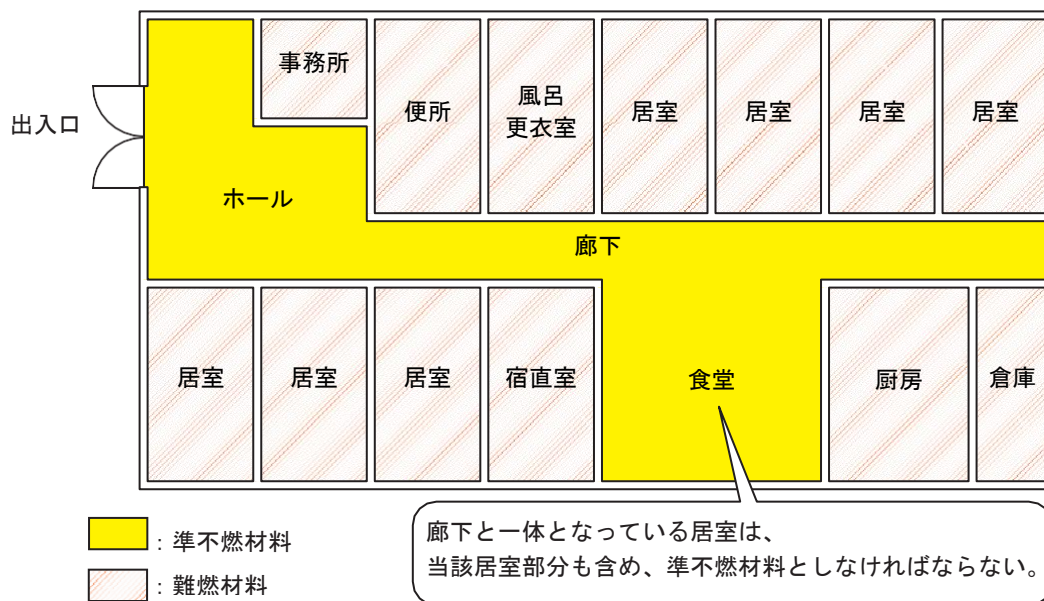 事務所
便所
風呂
更衣室
居室
居室
居室
居室
出入口
ホール
廊下
居室
居室
居室
宿直室
食堂
厨房
倉庫
：準不燃材料
：難燃材料
廊下と一体となっている居室は、
当該居室部分も含め、準不燃材料としなければならない。